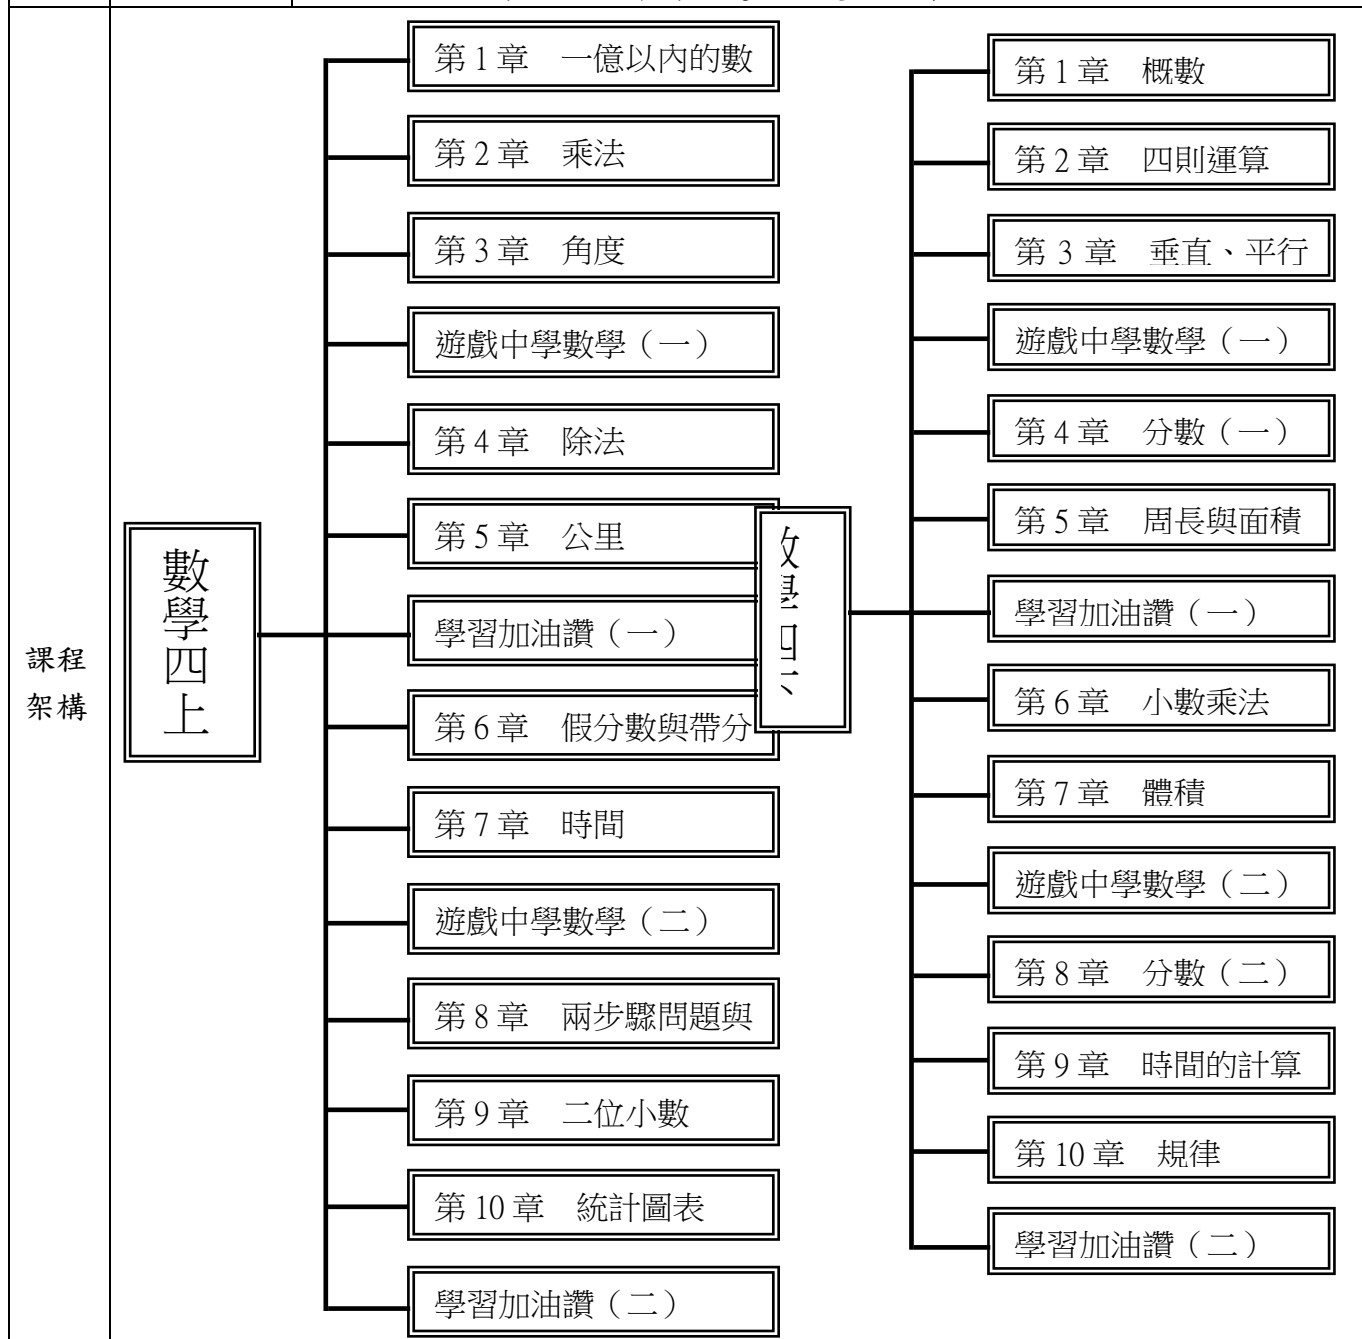 課程
架構
數學四上
第 1 章　一億以內的數
第 2 章　乘法
第 3 章　角度
遊戲中學數學（一）
第 4 章　除法
第 5 章　公里
學習加油讚（一）
第 6 章　假分數與帶分
第 7 章　時間
遊戲中學數學（二）
第 8 章　兩步驟問題與
第 9 章　二位小數
第 10 章　統計圖表
學習加油讚（二）
第 1 章　概數
第 2 章　四則運算
第 3 章　垂直、平行
遊戲中學數學（一）
第 4 章　分數（一）
第 5 章　周長與面積
學習加油讚（一）
第 6 章　小數乘法
第 7 章　體積
遊戲中學數學（二）
第 8 章　分數（二）
第 9 章　時間的計算
第 10 章　規律
學習加油讚（二）